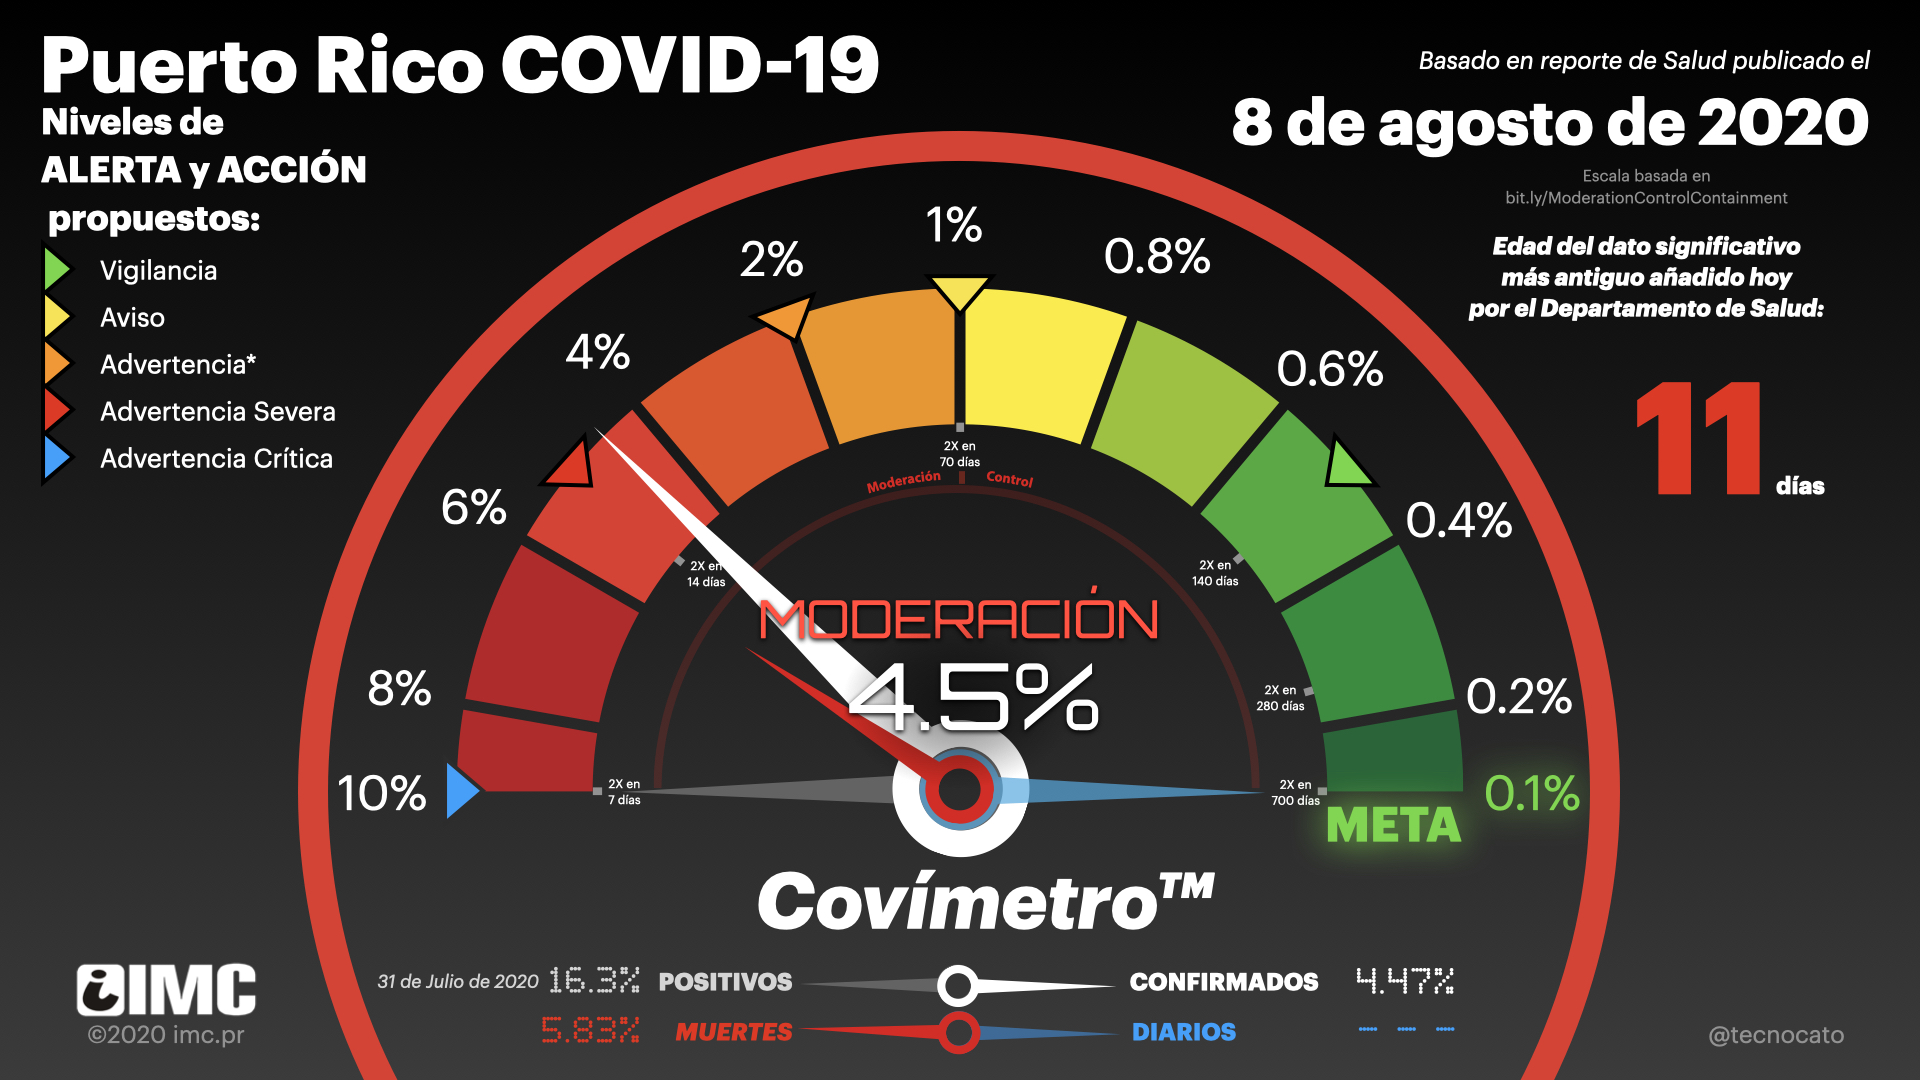 Puerto Rico COVID-19
Niveles de
ALERTA y ACCIÓN
propuestos:
Vigilancia
Aviso
Advertencia*
Advertencia Severa
Advertencia Crítica
Basado en reporte de Salud publicado el
8 de agosto de 2020
Escala basada en
bit.ly/ModerationControlContainment
Edad del dato significativo
más antiguo añadido hoy
por el Departamento de Salud:
11 días
10%
8%
6%
4%
2%
1%
0.8%
0.6%
0.4%
0.2%
0.1%
META
2X en
7 días
2X en
14 días
2X en
70 días
2X en
140 días
2X en
280 días
2X en
700 días
Moderación
Control
MODERACIÓN
4.5%
Covímetro™
31 de Julio de 2020 16.3% POSITIVOS
CONFIRMADOS 4.47%
5.83% MUERTES
DIARIOS --- --- ---
iIMC
©2020 imc.pr
@tecnocato